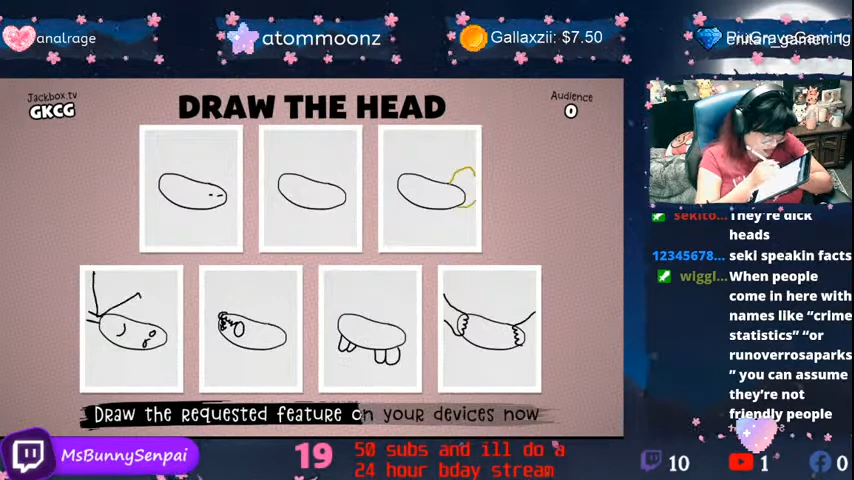 analrage
atommoonz
Gallaxzii: $7.50
PiuGraveGaming
Jackbox.tv
GKCG
DRAW THE HEAD
Audience
0
Draw the requested feature on your devices now
sekito... They're dick
heads
12345678... seki speakin facts
wiggl... When people
come in here with
names like "crime
statistics" "or
runoverrosaparks
" you can assume
they're not
friendly people
MsBunnySenpai
19
50 subs and ill do a
24 hour bday stream
10
1
0